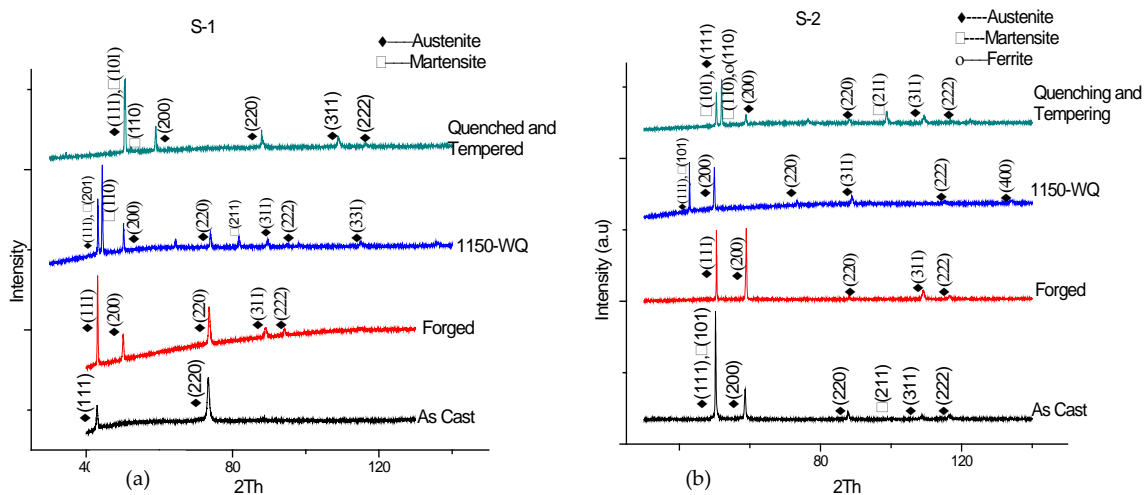 S-1
◆—Austenite
□—Martensite
◆(111), □(101)
□(110)
◆(200)
◆(220)
◆(311)
◆(222)
Quenched and
Tempered
◆(111), □(201)
□(110)
◆(200)
◆(220)
□(211)
◆(311)
◆(222)
◆(331)
1150-WQ
◆(111)
◆(200)
◆(220)
◆(311)
◆(222)
Forged
◆(111)
◆(220)
As Cast
Intensity
80
120
2Th
(a)
S-2
◆----Austenite
□----Martensite
o—Ferrite
□(101), ◆(111)
□(110),o(110)
◆(200)
◆(220)
□(211)
◆(311)
◆(222)
Quenching and
Tempering
◆(111), □(101)
◆(200)
◆(220)
◆(311)
◆(222)
◆(400)
1150-WQ
◆(111)
◆(200)
◆(220)
◆(311)
◆(222)
Forged
◆(111), □(101)
◆(200)
◆(220)
□(211)
◆(311)
◆(222)
As Cast
Intensity (a.u)
80
120
2Th
(b)